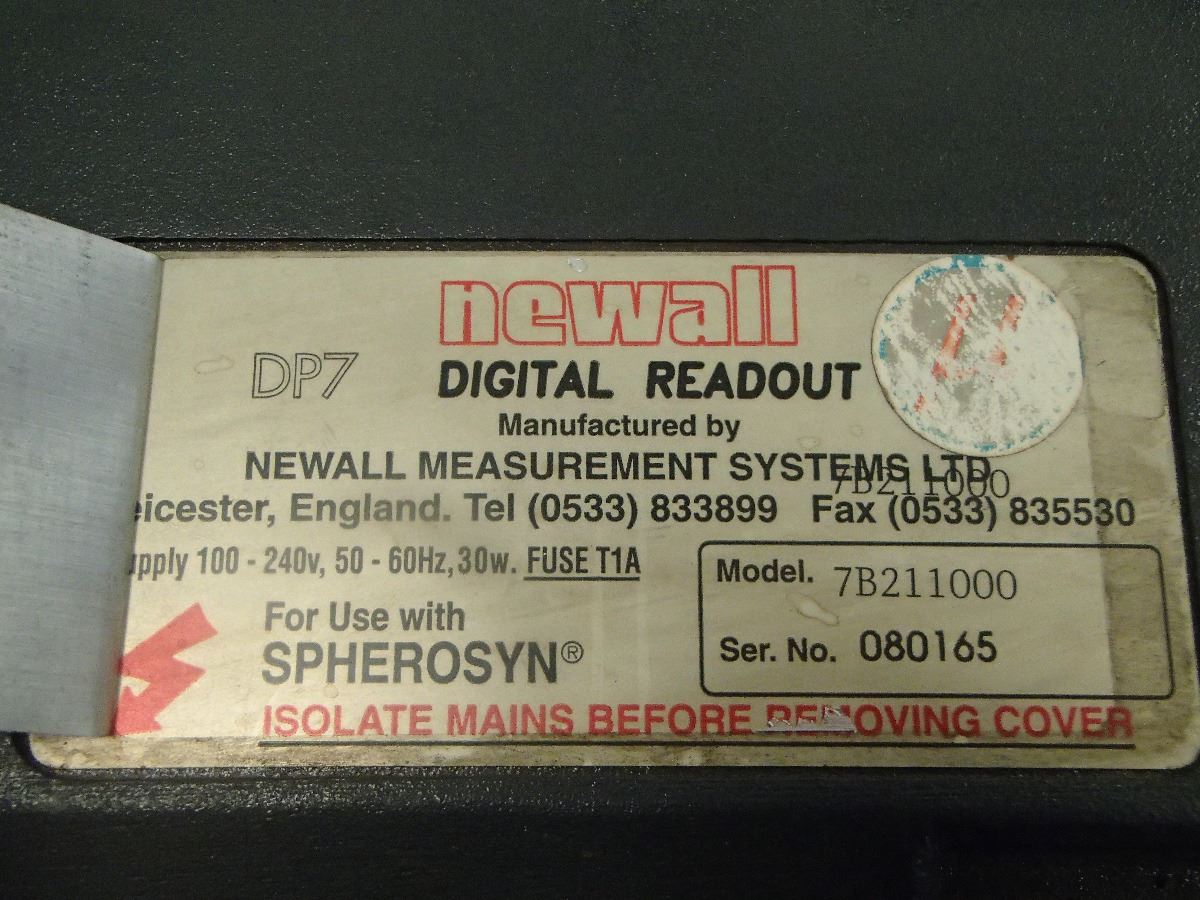 newall
DP7 DIGITAL READOUT
Manufactured by
NEWALL MEASUREMENT SYSTEMS LTD
7B211000
eicester, England. Tel (0533) 833899 Fax (0533) 835530
upply 100 - 240v, 50 - 60Hz, 30w. FUSE T1A
Model. 7B211000
For Use with
Ser. No. 080165
SPHEROSYN®
ISOLATE MAINS BEFORE REMOVING COVER